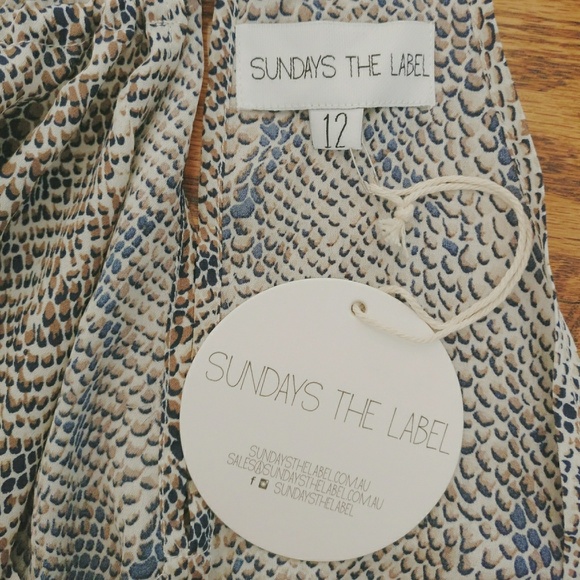 SUNDAYS THE LABEL
12
SUNDAYS THE LABEL
SUNDAYSTHELABEL.COM.AU
SALES@SUNDAYSTHELABEL.COM.AU
SUNDAYSTHELABEL